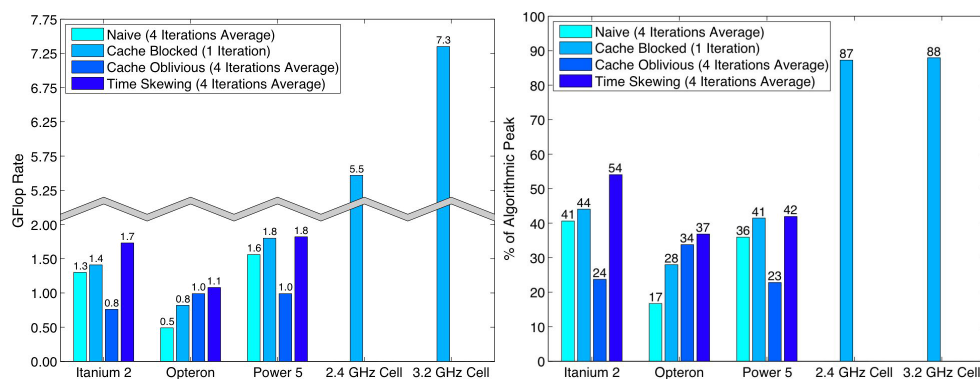 7.75
7.25
6.75
6.25
5.75
5.25
2.00
1.50
1.00
0.50
0.00
GFlop Rate
Naive (4 Iterations Average)
Cache Blocked (1 Iteration)
Cache Oblivious (4 Iterations Average)
Time Skewing (4 Iterations Average)
1.3 1.4 0.8 1.7
0.5 0.8 1.0 1.1
1.6 1.8 1.0 1.8
5.5
7.3
Itanium 2 Opteron Power 5 2.4 GHz Cell 3.2 GHz Cell
100
90
80
70
60
50
40
30
20
10
0
% of Algorithmic Peak
Naive (4 Iterations Average)
Cache Blocked (1 Iteration)
Cache Oblivious (4 Iterations Average)
Time Skewing (4 Iterations Average)
41 44 24 54
17 28 34 37
36 41 23 42
87
88
Itanium 2 Opteron Power 5 2.4 GHz Cell 3.2 GHz Cell